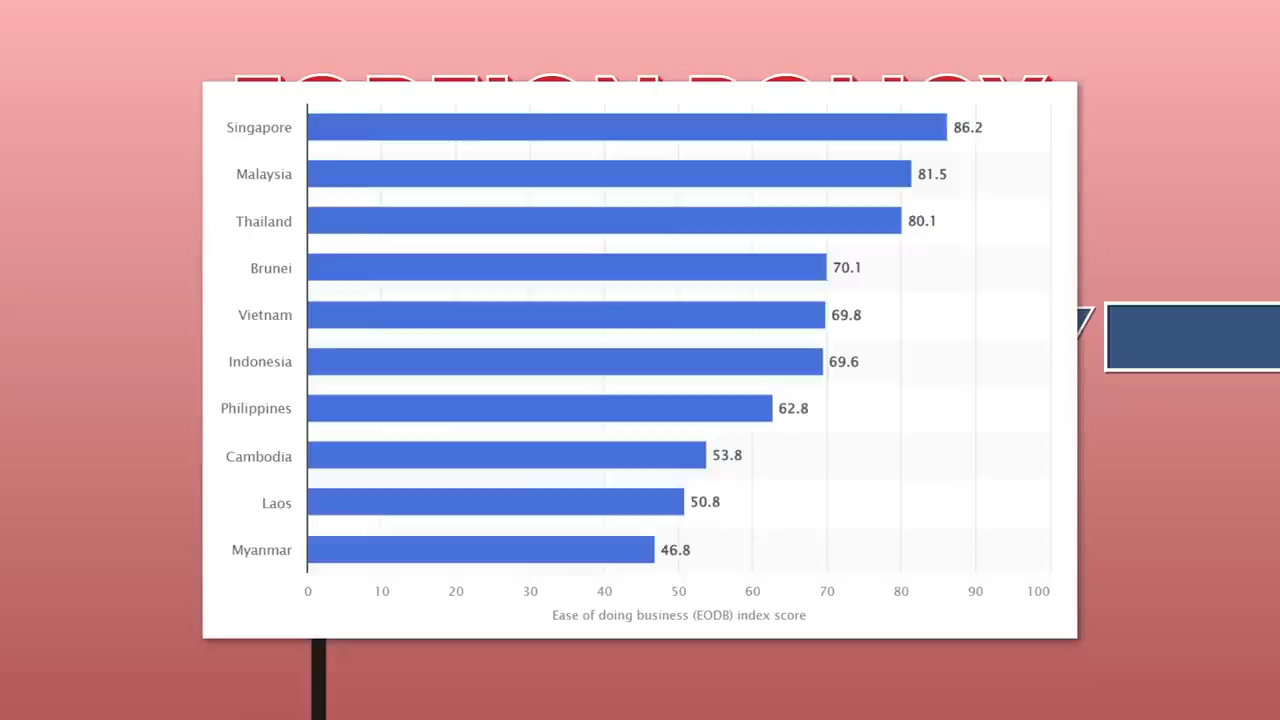 FOREIGN POLICY
Singapore 86.2
Malaysia 81.5
Thailand 80.1
Brunei 70.1
Vietnam 69.8
Indonesia 69.6
Philippines 62.8
Cambodia 53.8
Laos 50.8
Myanmar 46.8
0 10 20 30 40 50 60 70 80 90 100
Ease of doing business (EODB) index score